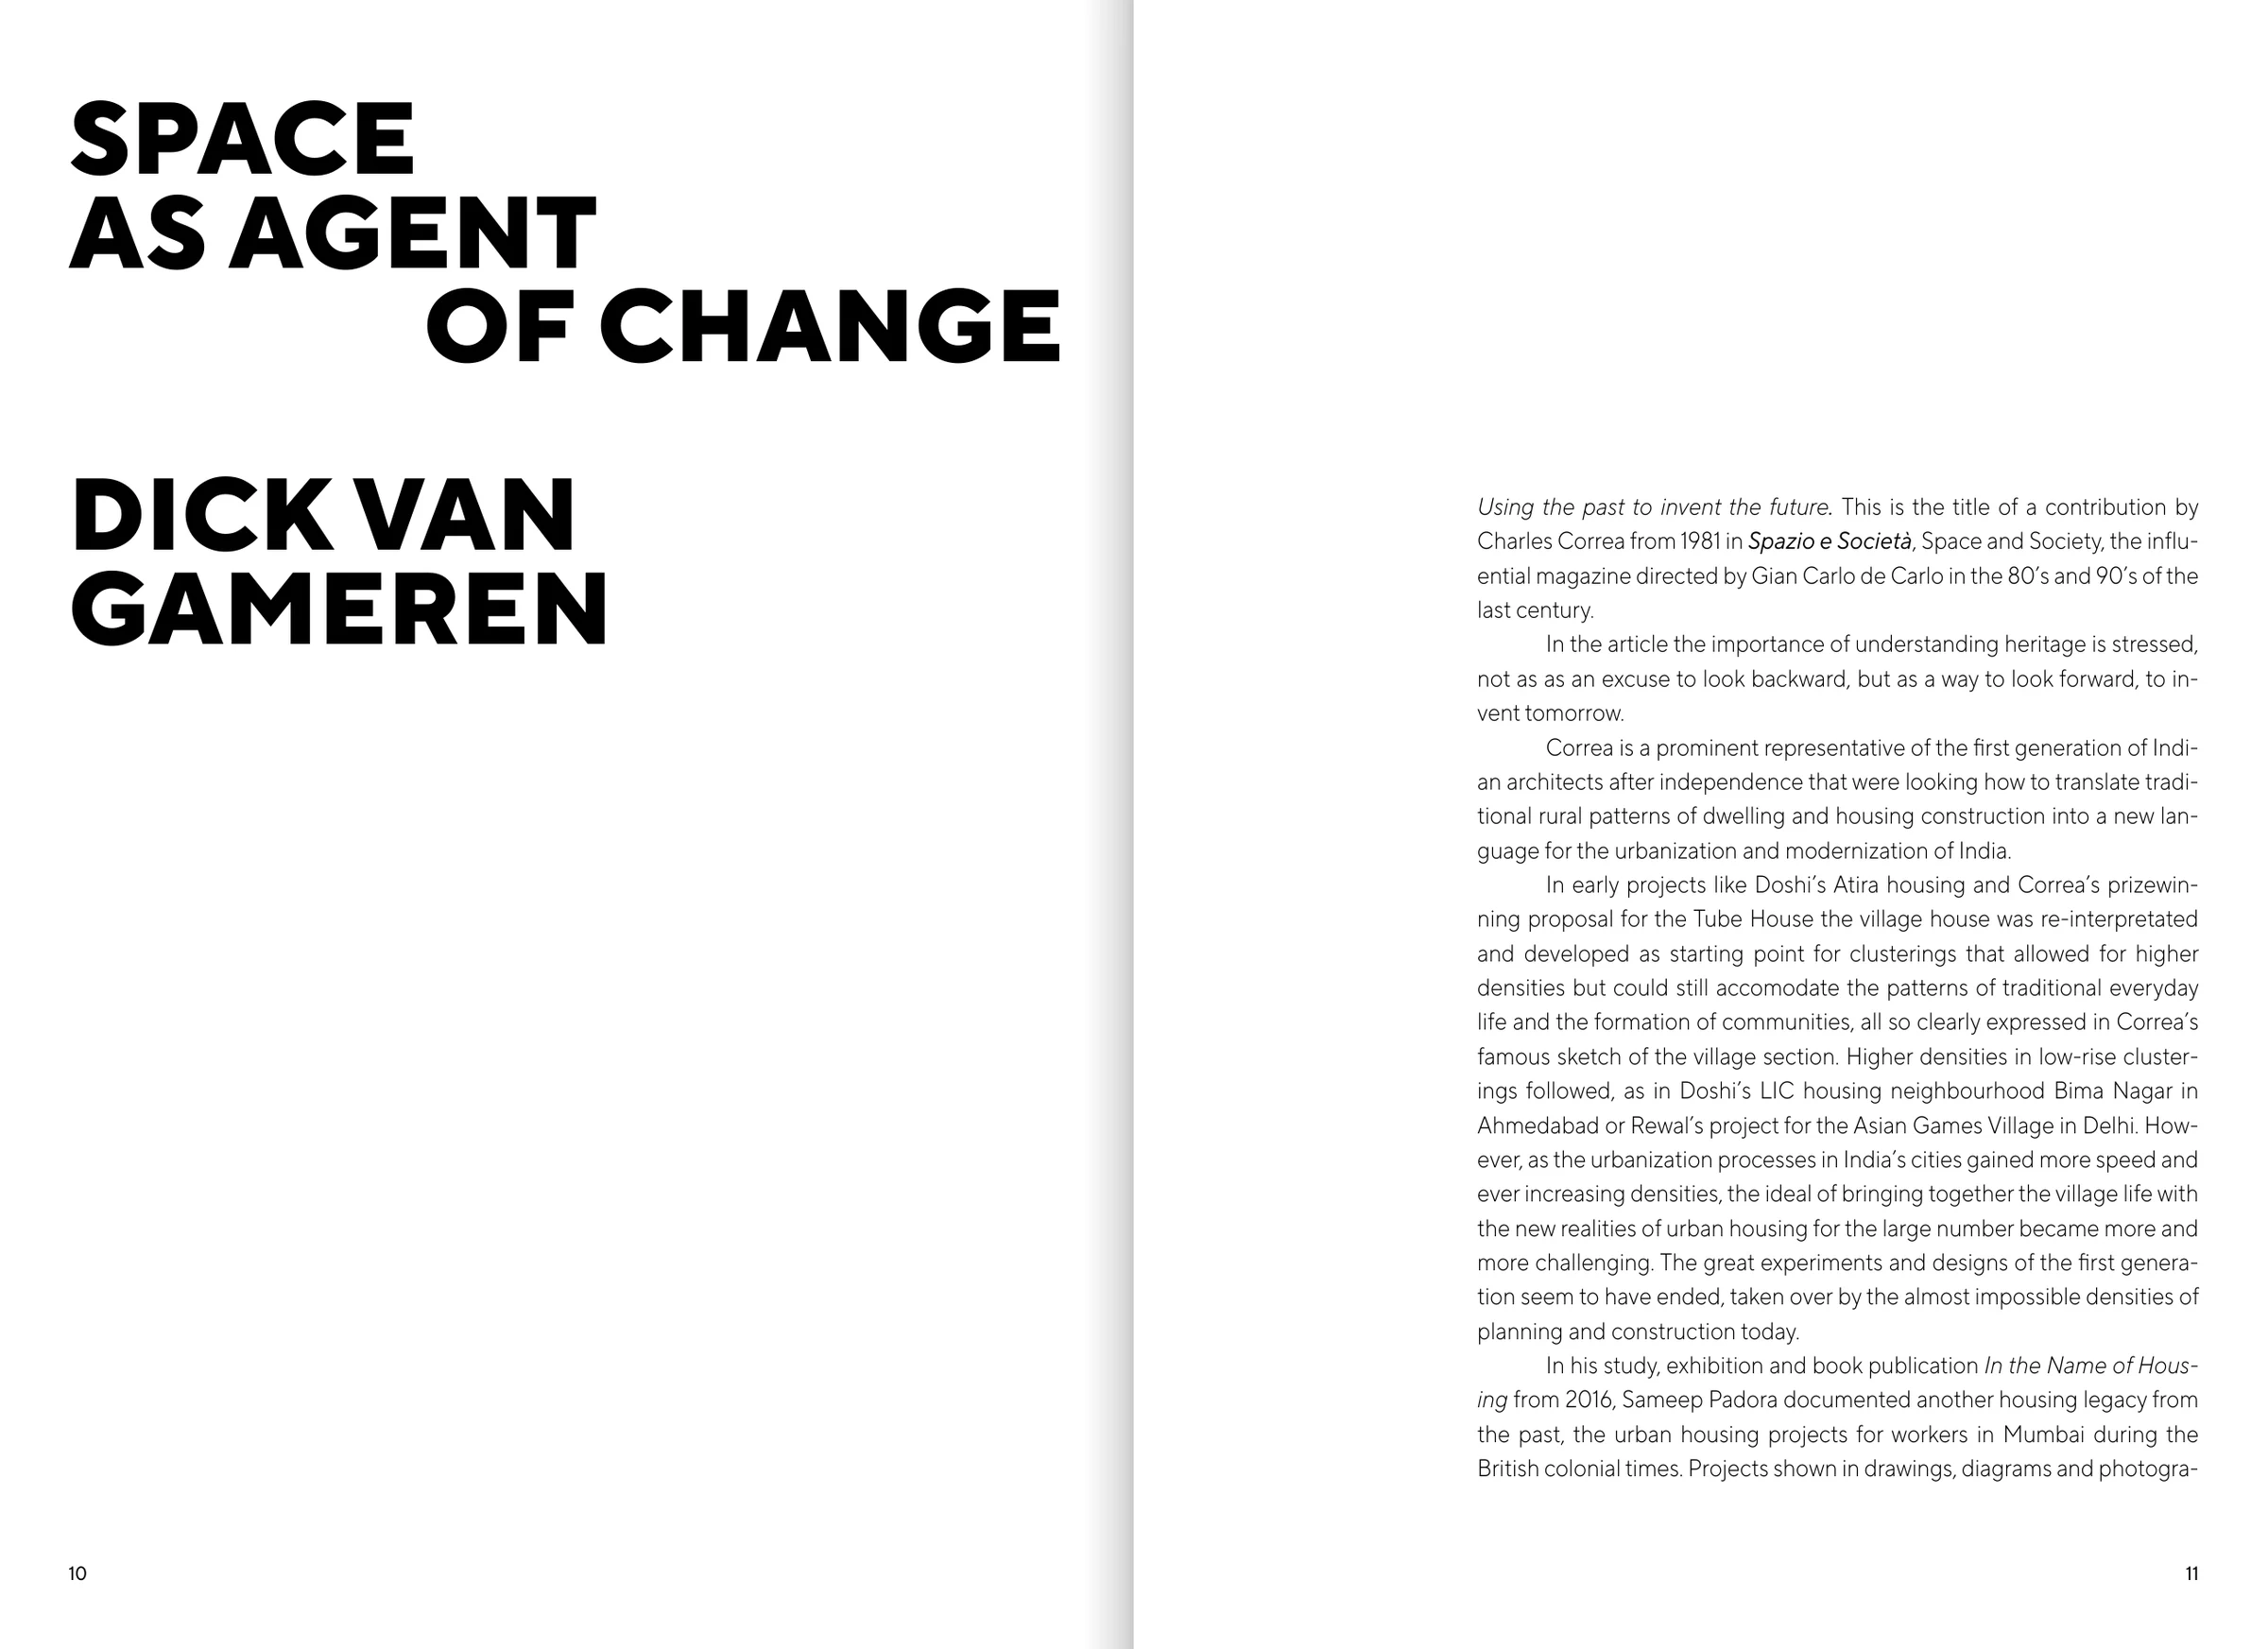 SPACE
AS AGENT
OF CHANGE
DICK VAN
GAMEREN
10
Using the past to invent the future. This is the title of a contribution by
Charles Correa from 1981 in Spazio e Società, Space and Society, the influ-
ential magazine directed by Gian Carlo de Carlo in the 80’s and 90’s of the
last century.
In the article the importance of understanding heritage is stressed,
not as as an excuse to look backward, but as a way to look forward, to in-
vent tomorrow.
Correa is a prominent representative of the first generation of Indi-
an architects after independence that were looking how to translate tradi-
tional rural patterns of dwelling and housing construction into a new lan-
guage for the urbanization and modernization of India.
In early projects like Doshi’s Atira housing and Correa’s prizewin-
ning proposal for the Tube House the village house was re-interpretated
and developed as starting point for clusterings that allowed for higher
densities but could still accomodate the patterns of traditional everyday
life and the formation of communities, all so clearly expressed in Correa’s
famous sketch of the village section. Higher densities in low-rise cluster-
ings followed, as in Doshi’s LIC housing neighbourhood Bima Nagar in
Ahmedabad or Rewal’s project for the Asian Games Village in Delhi. How-
ever, as the urbanization processes in India’s cities gained more speed and
ever increasing densities, the ideal of bringing together the village life with
the new realities of urban housing for the large number became more and
more challenging. The great experiments and designs of the first genera-
tion seem to have ended, taken over by the almost impossible densities of
planning and construction today.
In his study, exhibition and book publication In the Name of Hous-
ing from 2016, Sameep Padora documented another housing legacy from
the past, the urban housing projects for workers in Mumbai during the
British colonial times. Projects shown in drawings, diagrams and photogra-
11